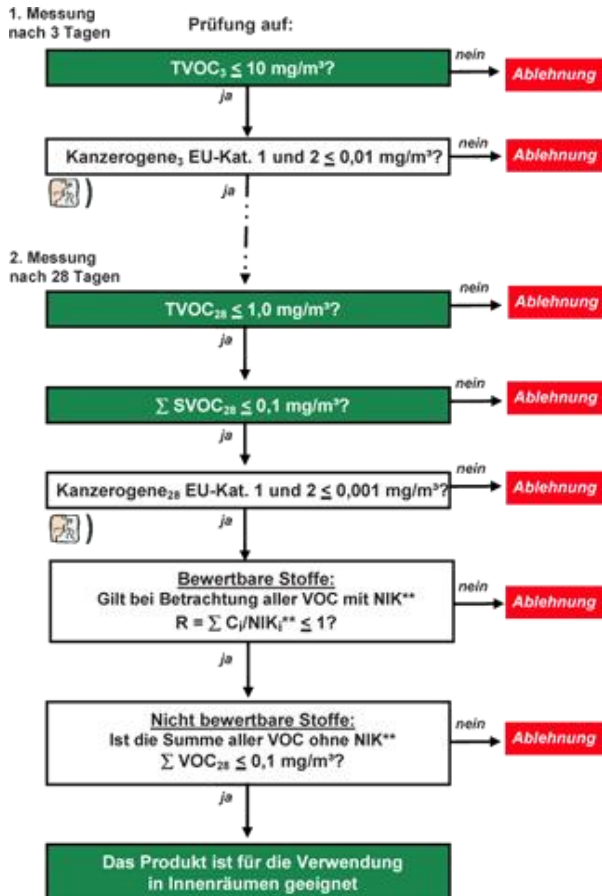 1. Messung
nach 3 Tagen
Prüfung auf:
TVOC₃ ≤ 10 mg/m³?
nein
Ablehnung
ja
Kanzerogene₃ EU-Kat. 1 und 2 ≤ 0,01 mg/m³?
nein
Ablehnung
)
ja
2. Messung
nach 28 Tagen
TVOC₂₈ ≤ 1,0 mg/m³?
nein
Ablehnung
ja
∑ SVOC₂₈ ≤ 0,1 mg/m³?
nein
Ablehnung
ja
Kanzerogene₂₈ EU-Kat. 1 und 2 ≤ 0,001 mg/m³?
nein
Ablehnung
)
ja
Bewertbare Stoffe:
Gilt bei Betrachtung aller VOC mit NIK**
R = ∑ Cᵢ/NIKᵢ** ≤ 1?
nein
Ablehnung
ja
Nicht bewertbare Stoffe:
Ist die Summe aller VOC ohne NIK**
∑ VOC₂₈ ≤ 0,1 mg/m³?
nein
Ablehnung
ja
Das Produkt ist für die Verwendung
in Innenräumen geeignet